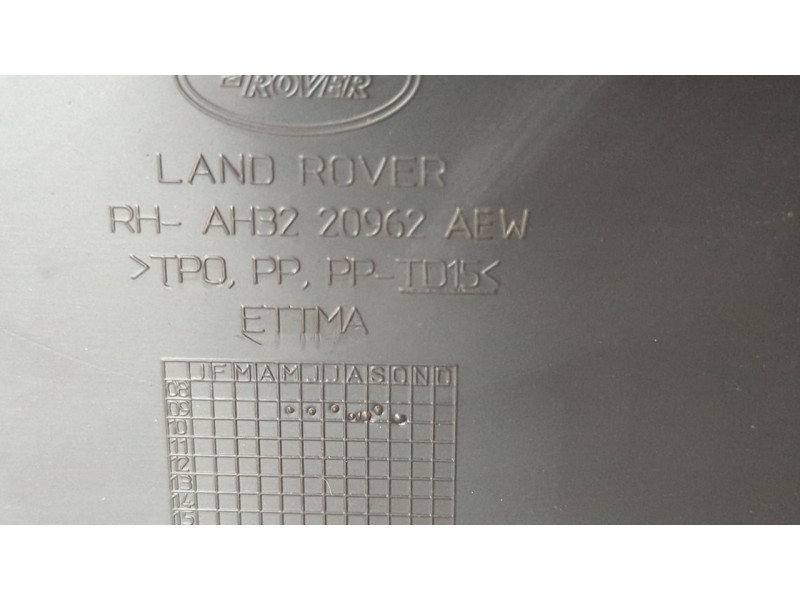 ROVER
LAND ROVER
RH- AH32 20962 AEW
>TPO, PP, PP-TD15<
ETTMA
J F M A M J J A S O N D
08
09
10
11
12
13
14
15